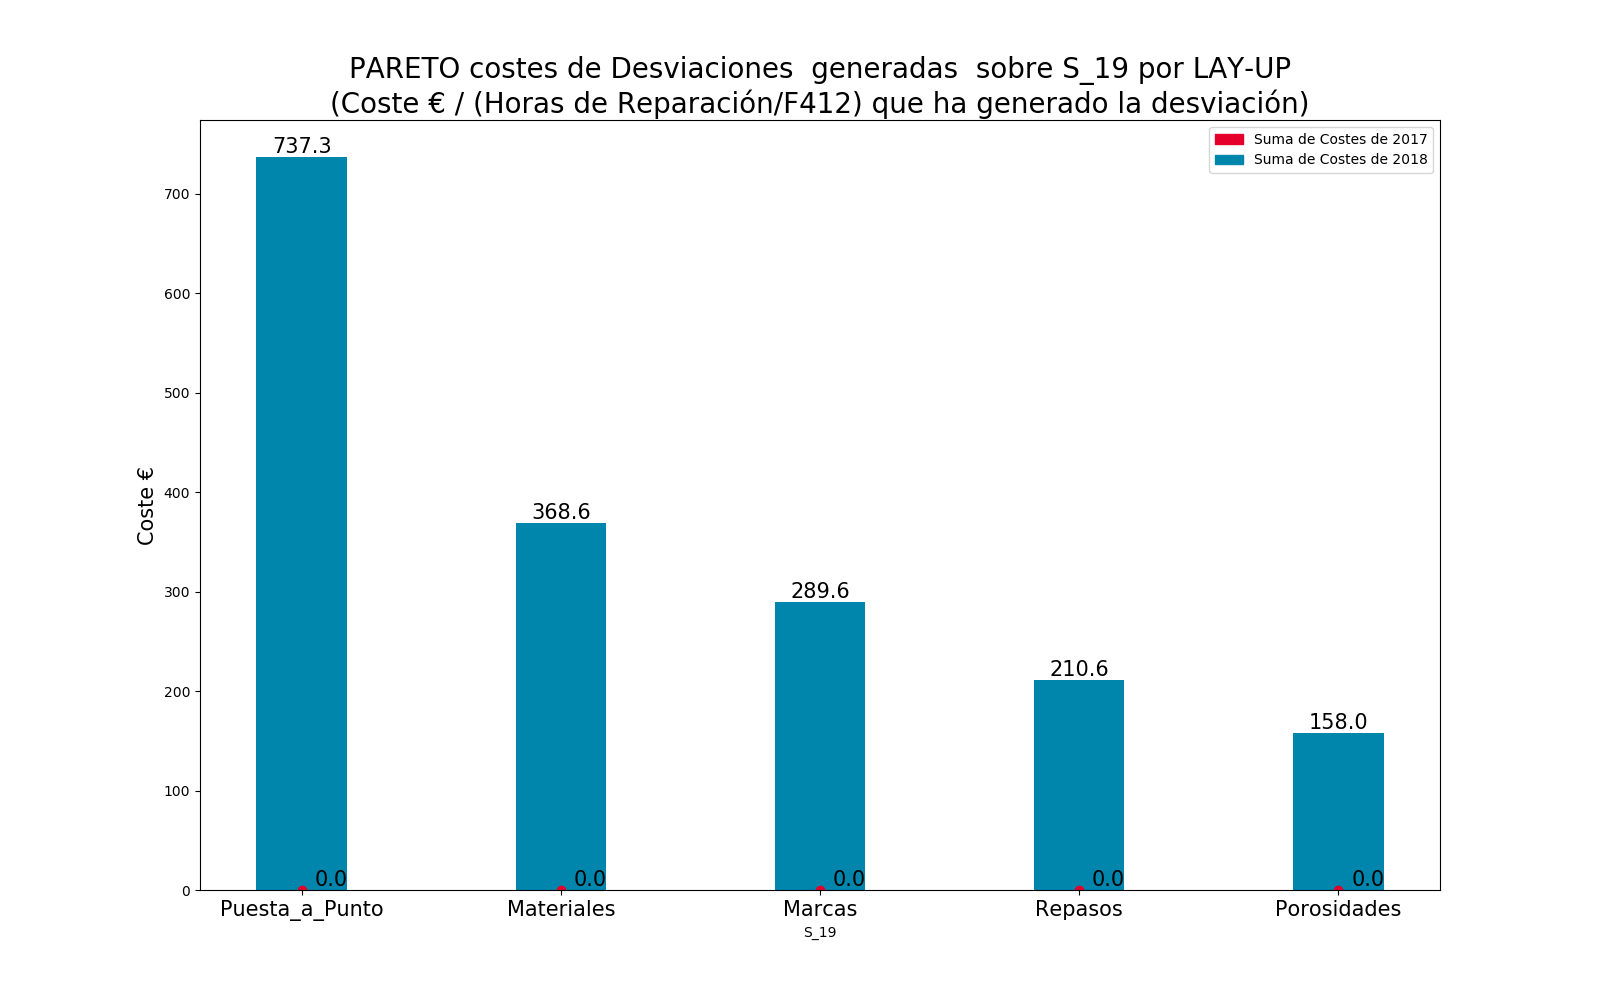 PARETO costes de Desviaciones  generadas  sobre S_19 por LAY-UP
(Coste € / (Horas de Reparación/F412) que ha generado la desviación)
Suma de Costes de 2017
Suma de Costes de 2018
737.3
368.6
289.6
210.6
158.0
700
600
500
400
300
200
100
0
Coste €
0.0
0.0
0.0
0.0
0.0
Puesta_a_Punto
Materiales
Marcas
Repasos
Porosidades
S_19